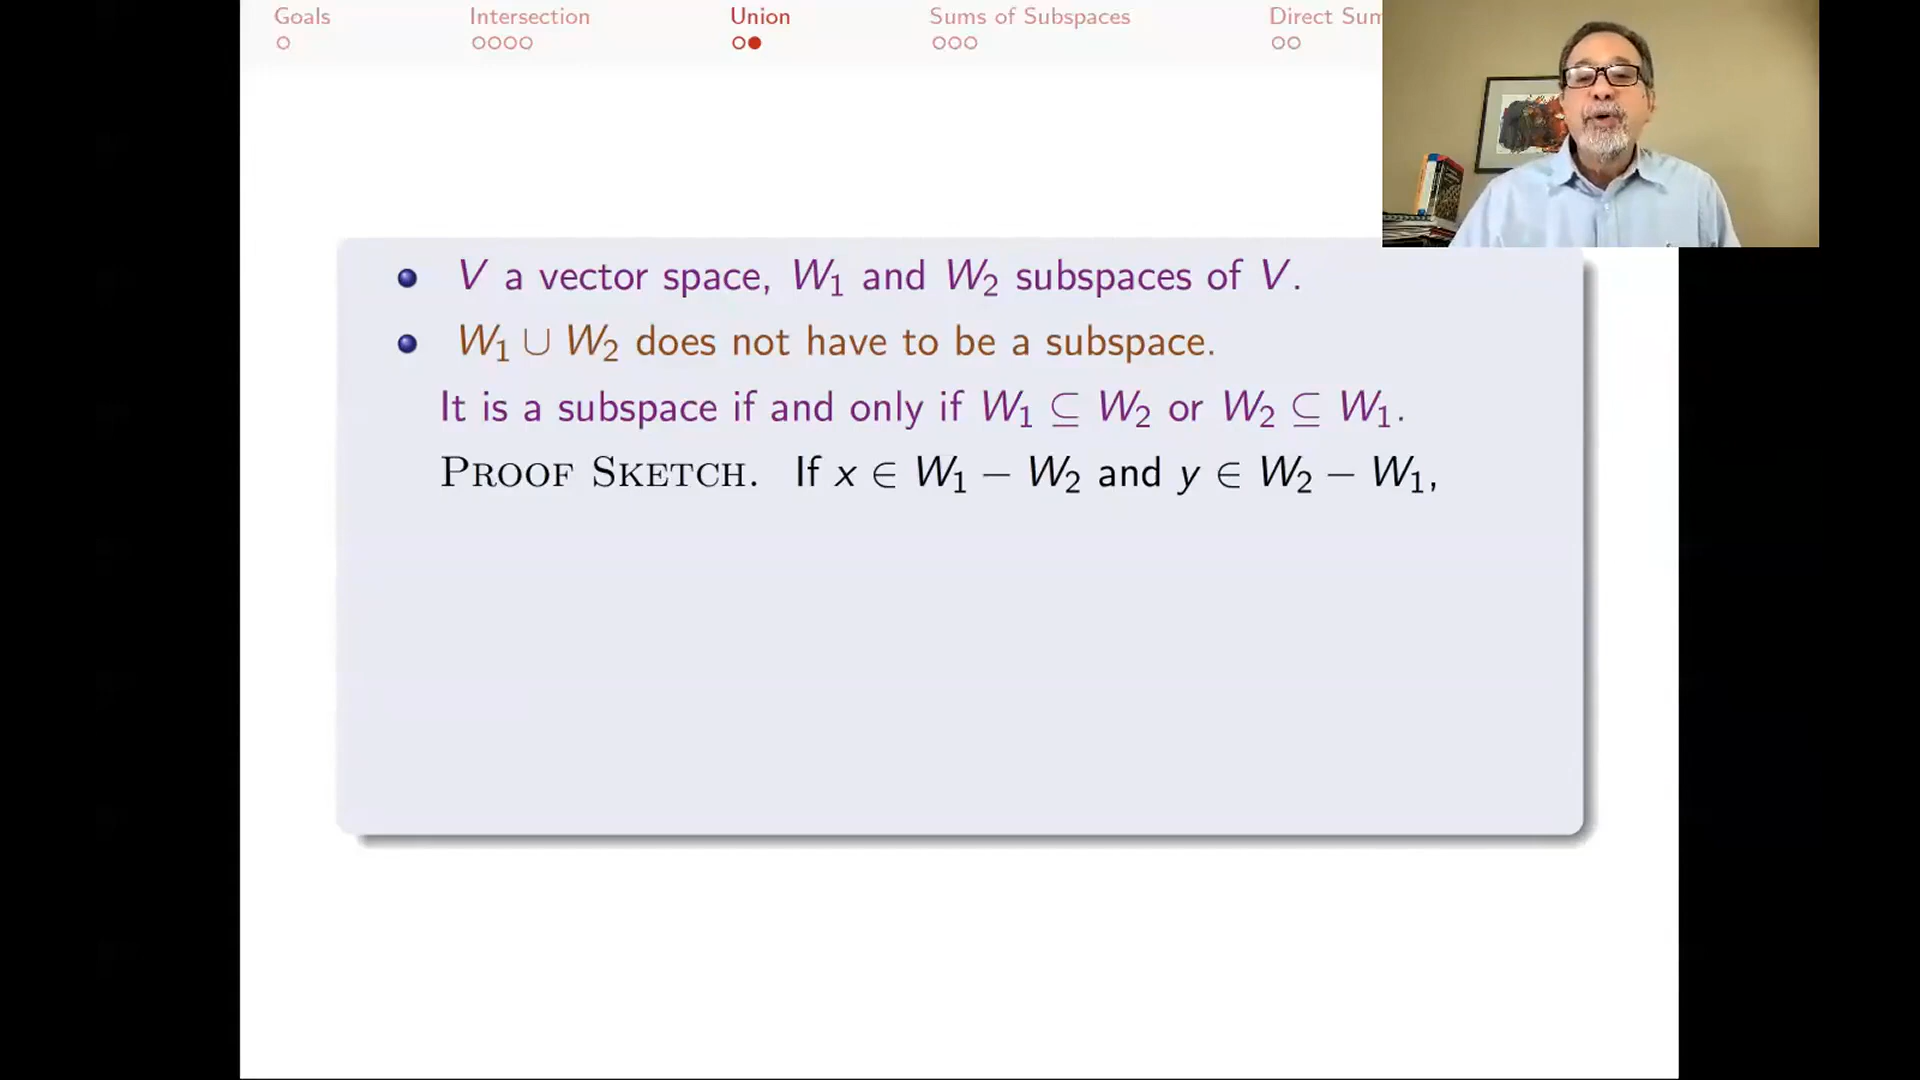 Goals Intersection Union Sums of Subspaces Direct Sum
V a vector space, W₁ and W₂ subspaces of V.
W₁ ∪ W₂ does not have to be a subspace.
It is a subspace if and only if W₁ ⊆ W₂ or W₂ ⊆ W₁.
PROOF SKETCH. If x ∈ W₁ − W₂ and y ∈ W₂ − W₁,